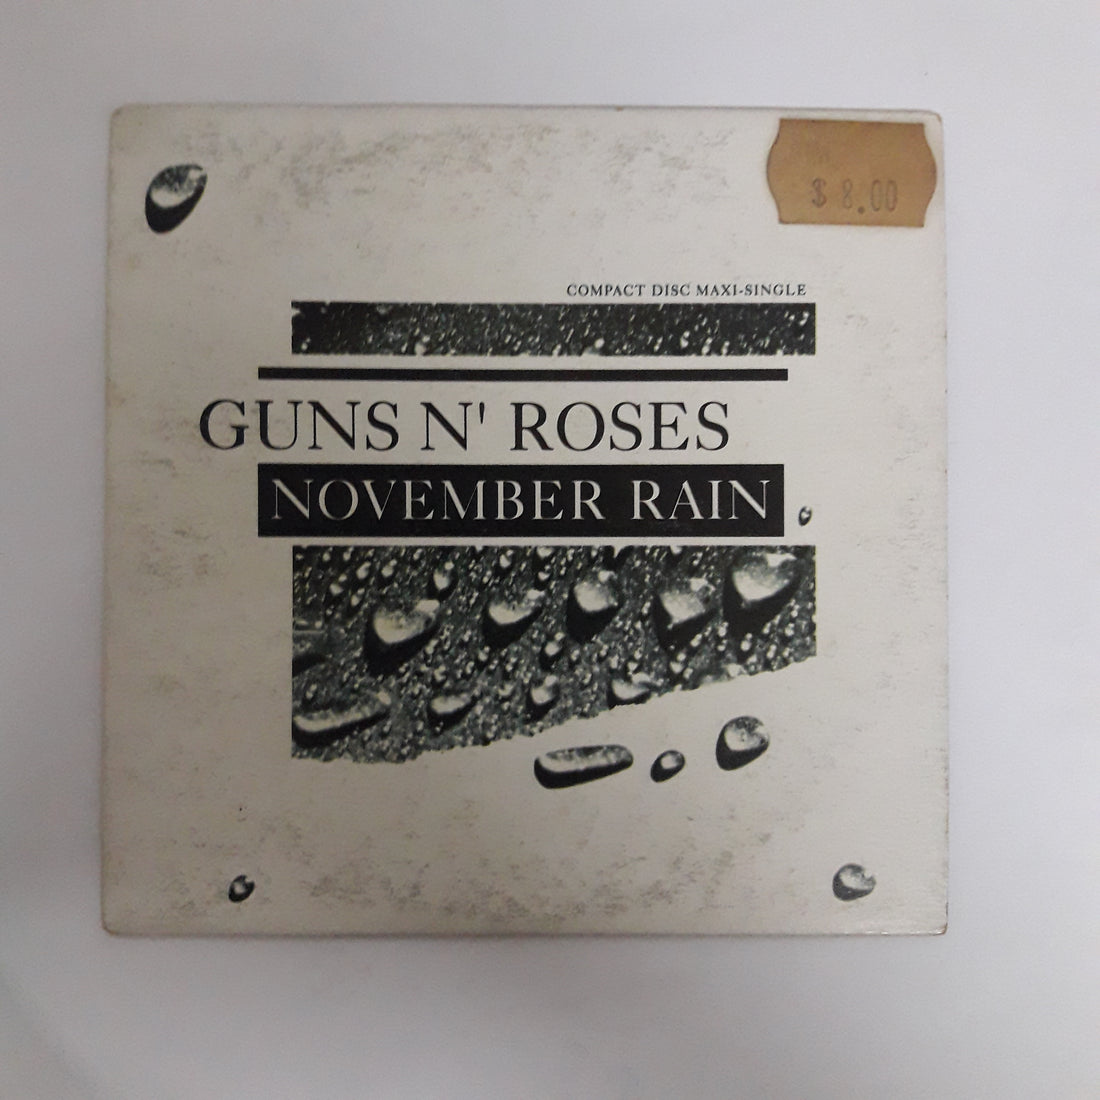 $ 8.00
COMPACT DISC MAXI-SINGLE
GUNS N' ROSES
NOVEMBER RAIN